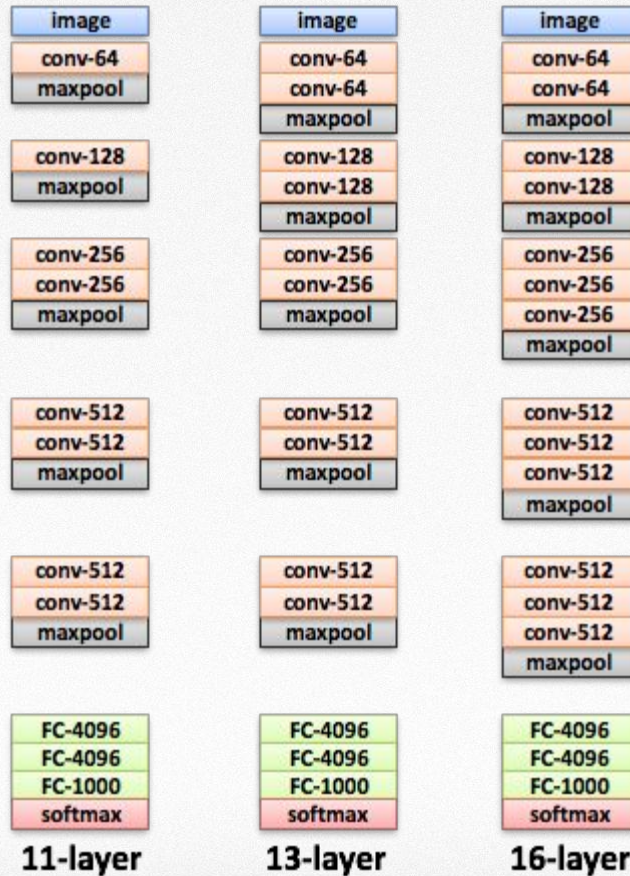 image
conv-64
maxpool
conv-128
maxpool
conv-256
conv-256
maxpool
conv-512
conv-512
maxpool
conv-512
conv-512
maxpool
FC-4096
FC-4096
FC-1000
softmax
11-layer
image
conv-64
conv-64
maxpool
conv-128
conv-128
maxpool
conv-256
conv-256
maxpool
conv-512
conv-512
maxpool
conv-512
conv-512
maxpool
FC-4096
FC-4096
FC-1000
softmax
13-layer
image
conv-64
conv-64
maxpool
conv-128
conv-128
maxpool
conv-256
conv-256
conv-256
maxpool
conv-512
conv-512
conv-512
maxpool
conv-512
conv-512
conv-512
maxpool
FC-4096
FC-4096
FC-1000
softmax
16-layer